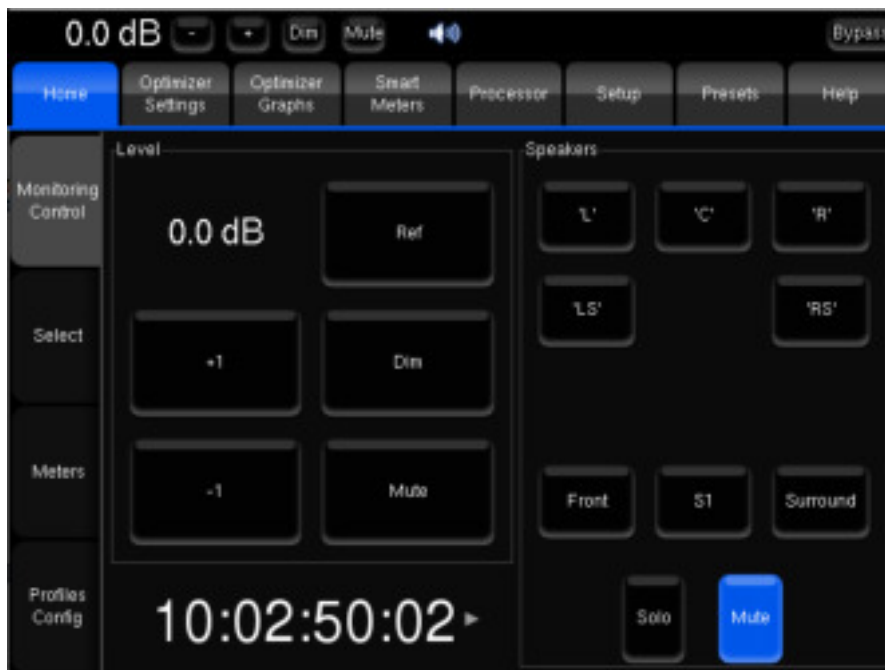 0.0 dB - + Dim Mute Bypass
Home Optimizer Settings Optimizer Graphs Smart Meters Processor Setup Presets Help
Monitoring Control
Select
Meters
Profiles Config
Level
0.0 dB Ref
+1 Dim
-1 Mute
10:02:50:02
Speakers
'L' 'C' 'R'
'LS' 'RS'
Front S1 Surround
Solo Mute